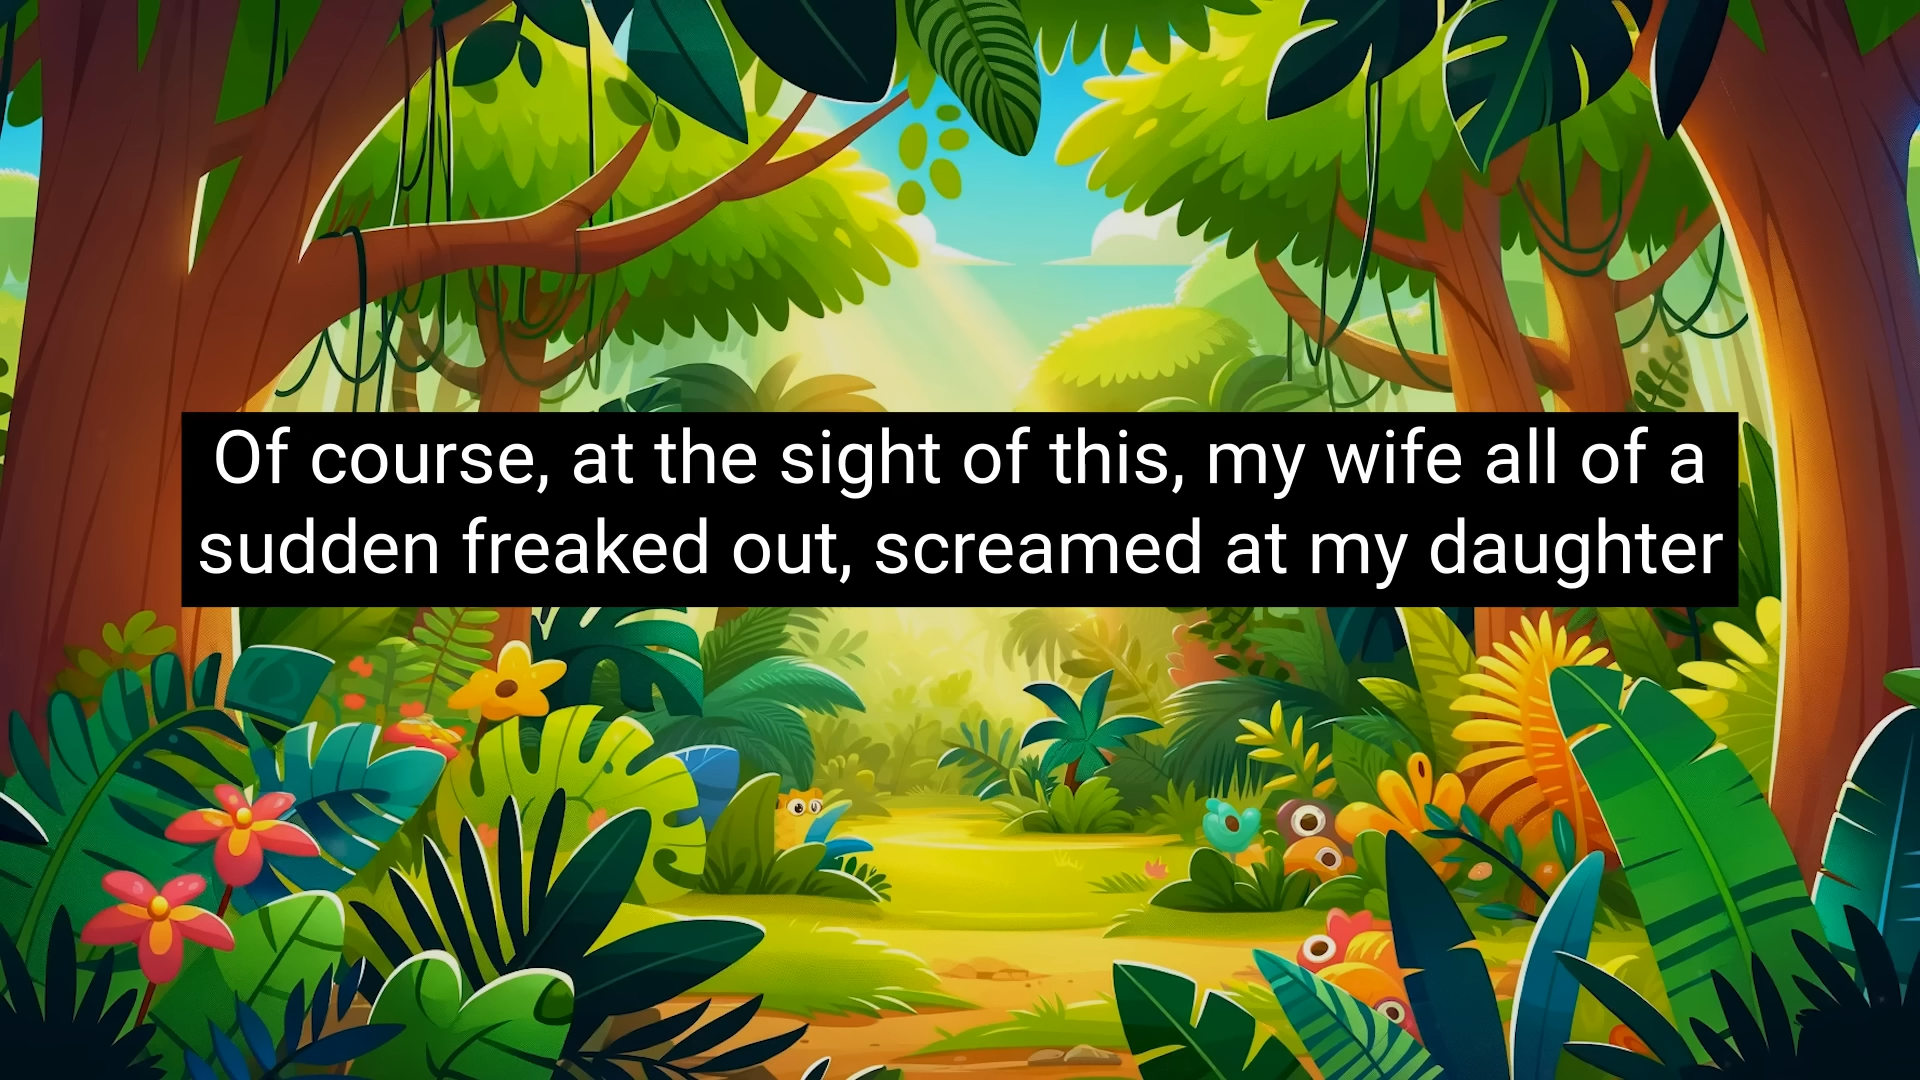 Of course, at the sight of this, my wife all of a
sudden freaked out, screamed at my daughter